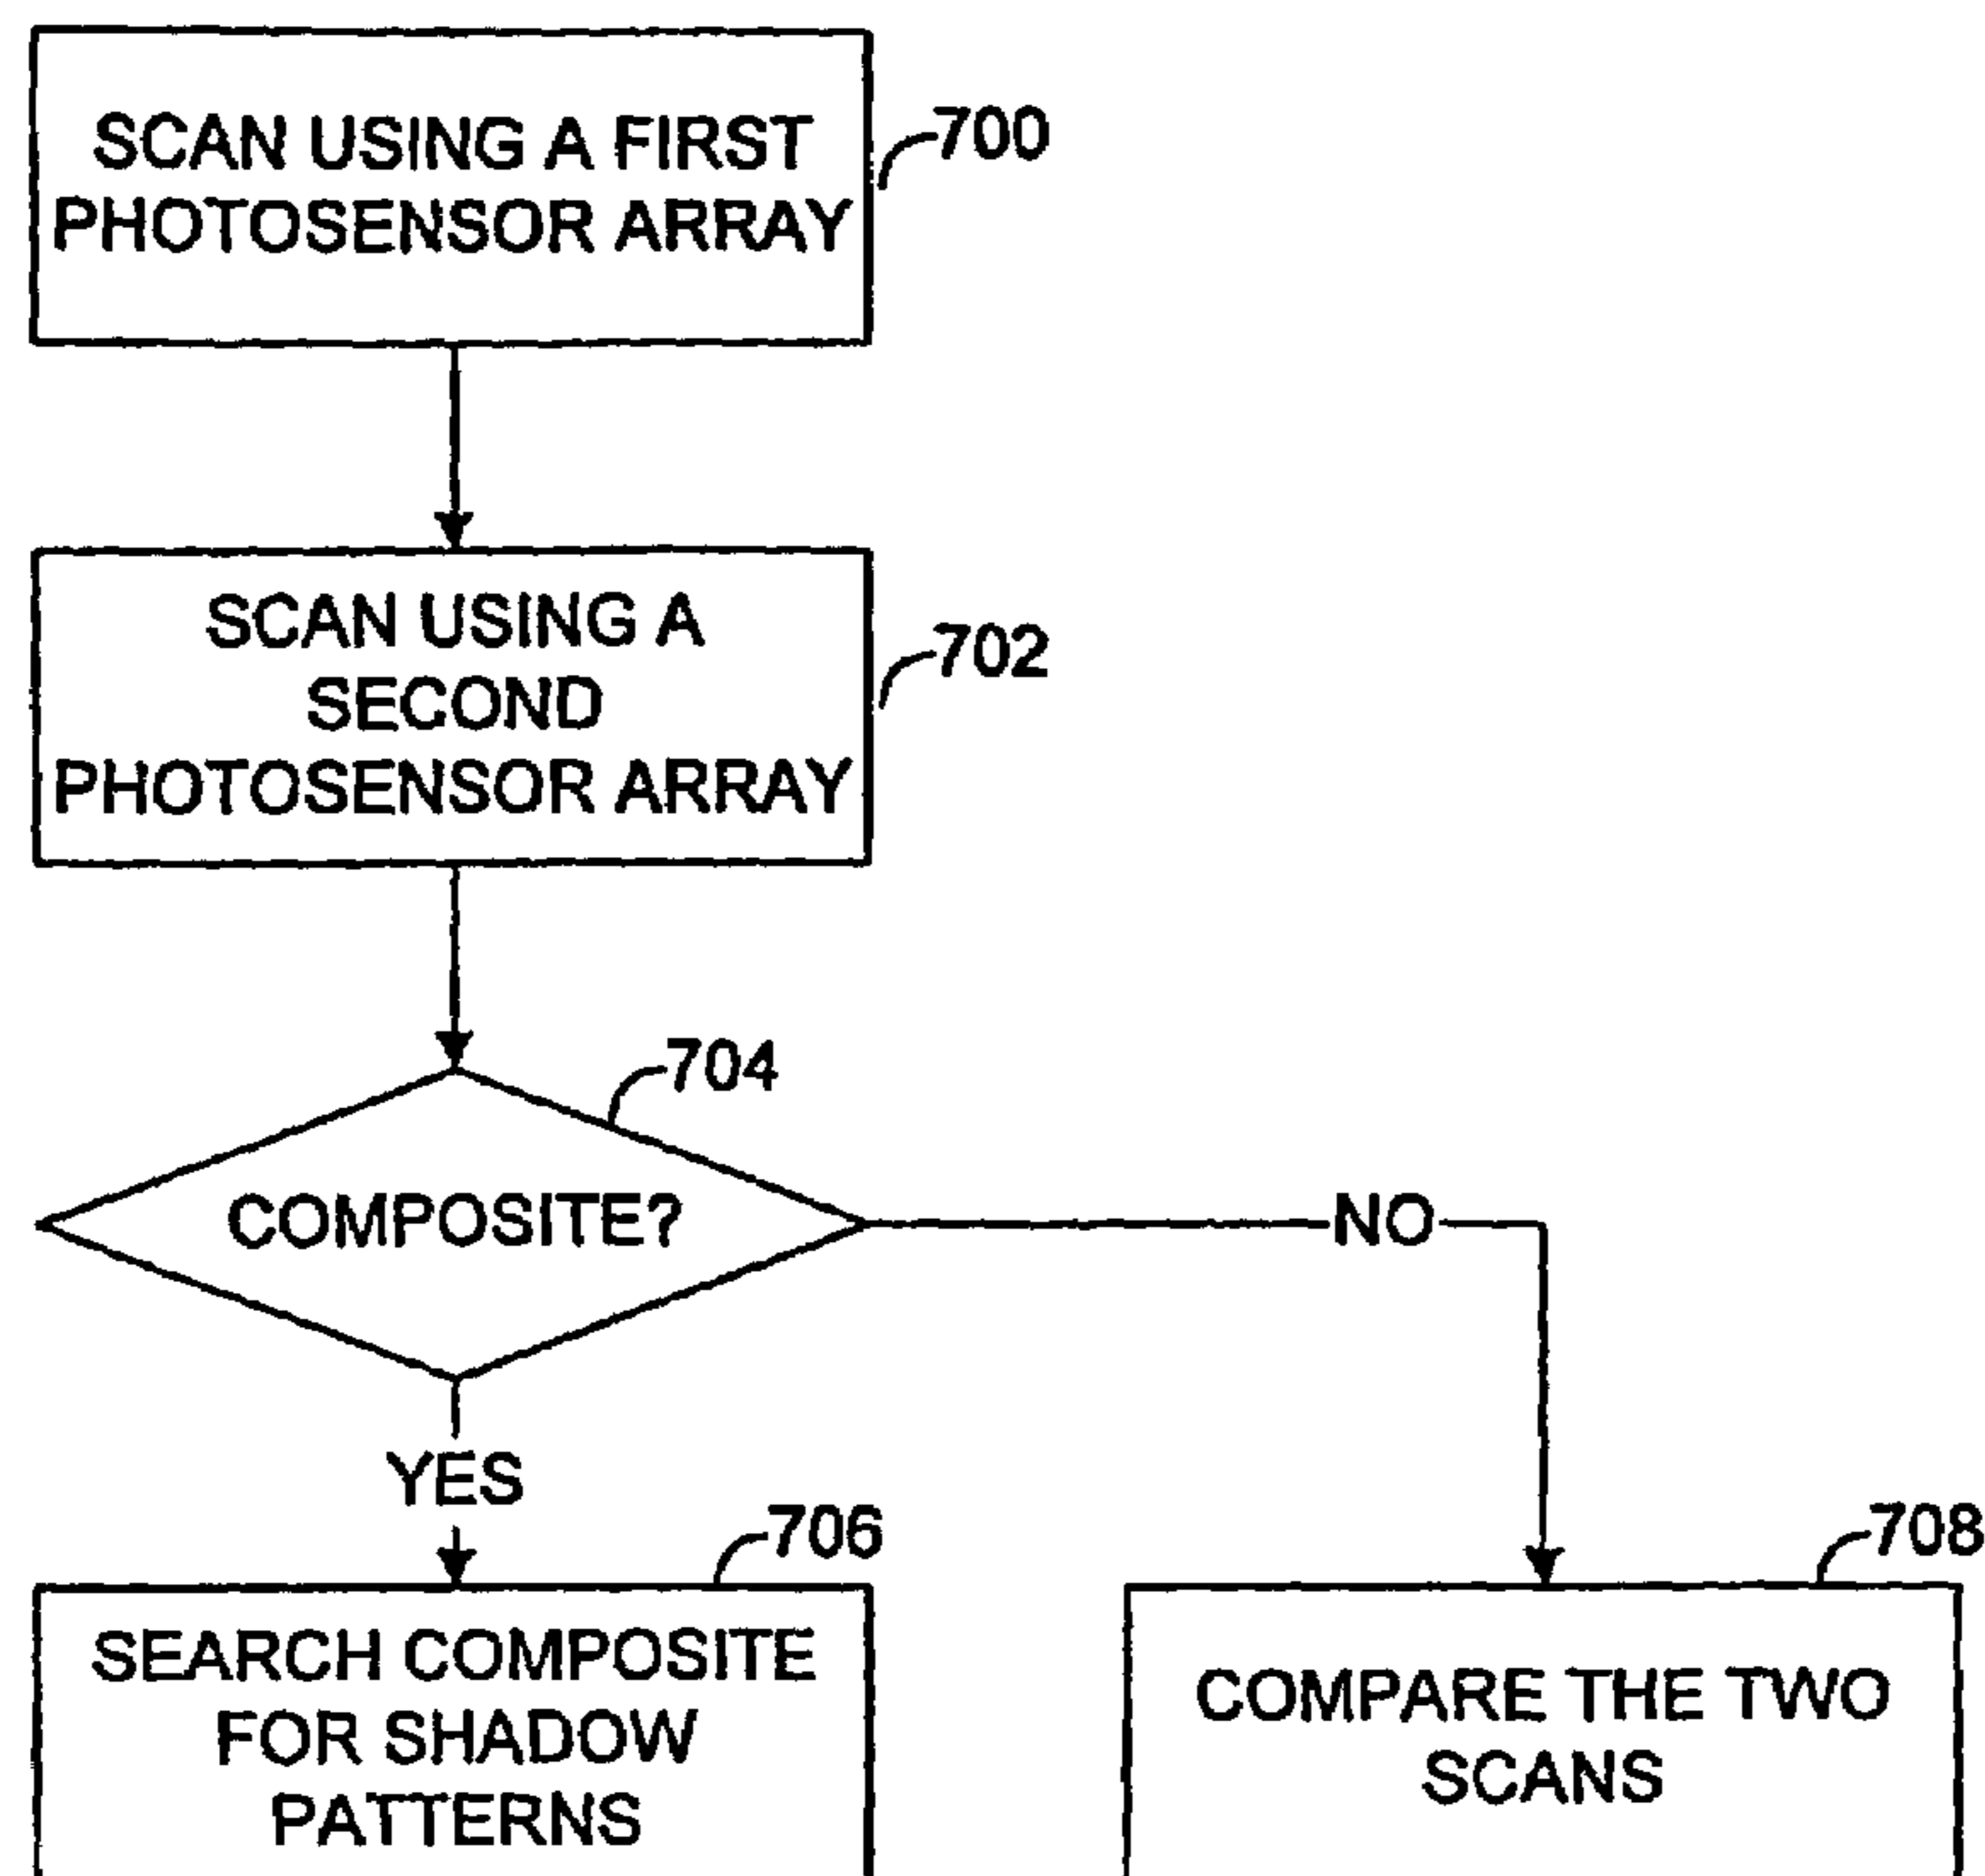 SCAN USING A FIRST
PHOTOSENSOR ARRAY
700
SCAN USING A
SECOND
PHOTOSENSOR ARRAY
702
704
COMPOSITE?
NO
YES
706
708
SEARCH COMPOSITE
FOR SHADOW
PATTERNS
COMPARE THE TWO
SCANS